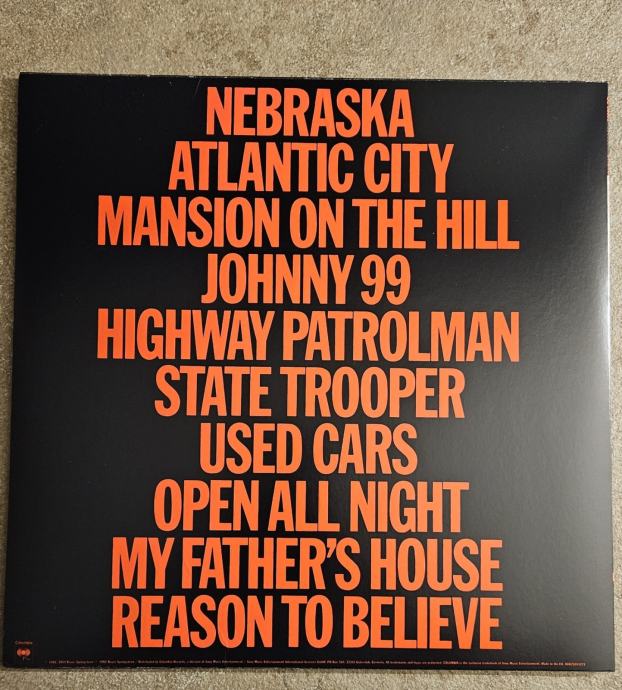 NEBRASKA
ATLANTIC CITY
MANSION ON THE HILL
JOHNNY 99
HIGHWAY PATROLMAN
STATE TROOPER
USED CARS
OPEN ALL NIGHT
MY FATHER'S HOUSE
REASON TO BELIEVE
Columbia